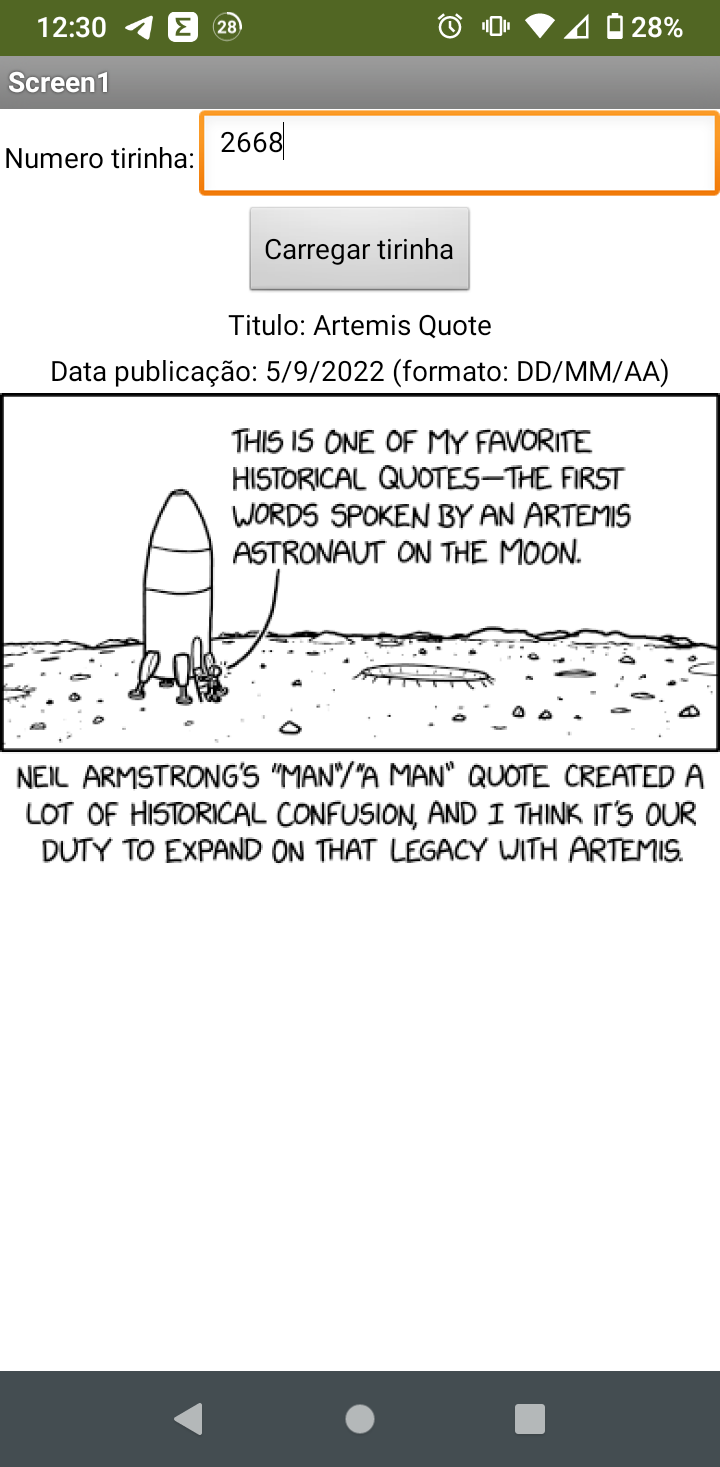 12:30 Σ 28 28%
Screen1
Numero tirinha: 2668
Carregar tirinha
Titulo: Artemis Quote
Data publicação: 5/9/2022 (formato: DD/MM/AA)
THIS IS ONE OF MY FAVORITE
HISTORICAL QUOTES—THE FIRST
WORDS SPOKEN BY AN ARTEMIS
ASTRONAUT ON THE MOON.
NEIL ARMSTRONG'S "MAN"/"A MAN" QUOTE CREATED A
LOT OF HISTORICAL CONFUSION, AND I THINK IT'S OUR
DUTY TO EXPAND ON THAT LEGACY WITH ARTEMIS.